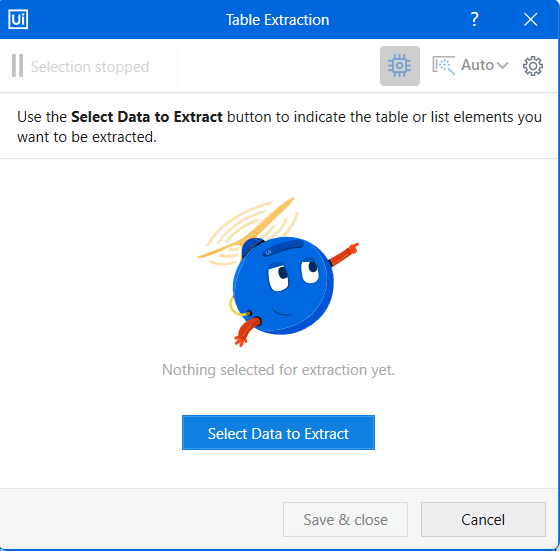 Ui
Table Extraction
?
Selection stopped
Auto
Use the Select Data to Extract button to indicate the table or list elements you
want to be extracted.
Ui
Nothing selected for extraction yet.
Select Data to Extract
Save & close
Cancel